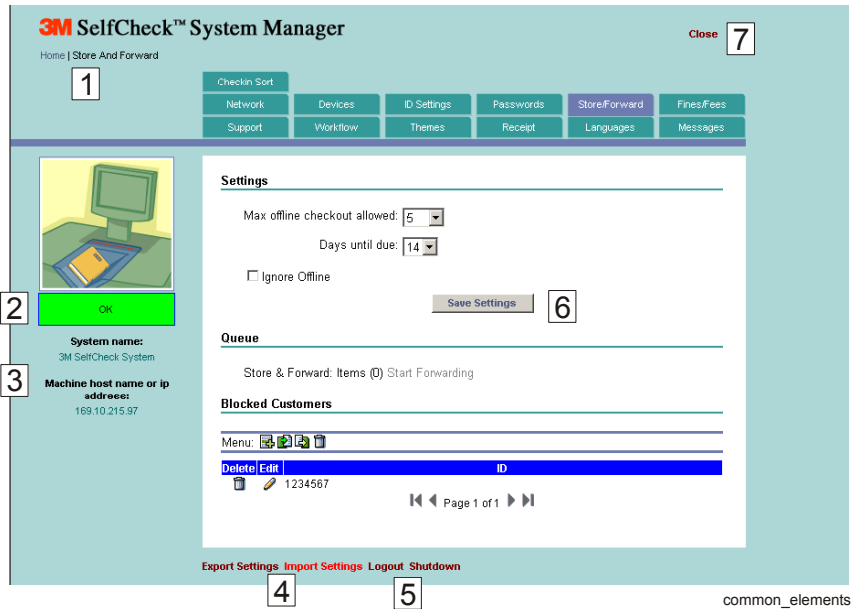 3M SelfCheck™ System Manager
Close
7
Home | Store And Forward
1
Checkin Sort
Network Devices ID Settings Passwords Store/Forward Fines/Fees
Support Workflow Themes Receipt Languages Messages
Settings
Max offline checkout allowed: 5
Days until due: 14
Ignore Offline
Save Settings
6
2
OK
System name:
3M SelfCheck System
3
Machine host name or ip
address:
169.10.215.97
Queue
Store & Forward: Items (0) Start Forwarding
Blocked Customers
Menu:
Delete Edit ID
1234567
Page 1 of 1
Export Settings Import Settings Logout Shutdown
4
5
common_elements